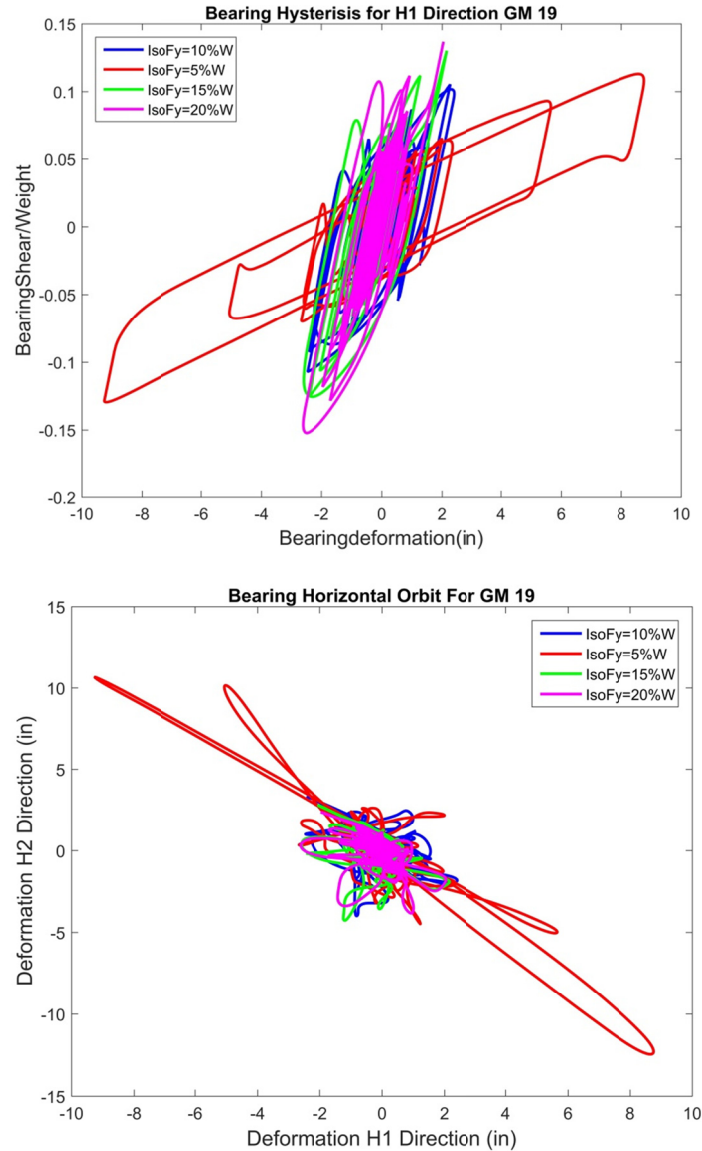 Bearing Hysterisis for H1 Direction GM 19
0.15
0.1
0.05
0
-0.05
-0.1
-0.15
-0.2
BearingShear/Weight
IsoFy=10%W
IsoFy=5%W
IsoFy=15%W
IsoFy=20%W
-10 -8 -6 -4 -2 0 2 4 6 8 10
Bearingdeformation(in)
Bearing Horizontal Orbit For GM 19
15
10
5
0
-5
-10
-15
Deformation H2 Direction (in)
IsoFy=10%W
IsoFy=5%W
IsoFy=15%W
IsoFy=20%W
-10 -8 -6 -4 -2 0 2 4 6 8 10
Deformation H1 Direction (in)